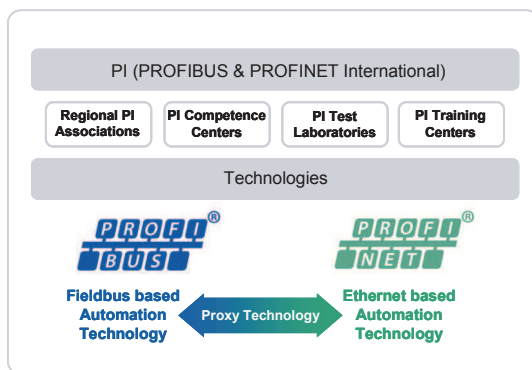 PI (PROFIBUS & PROFINET International)
Regional PI
Associations
PI Competence
Centers
PI Test
Laboratories
PI Training
Centers
Technologies
PROFI®
BUS
PROFI®
NET
Fieldbus based
Automation
Technology
Proxy Technology
Ethernet based
Automation
Technology